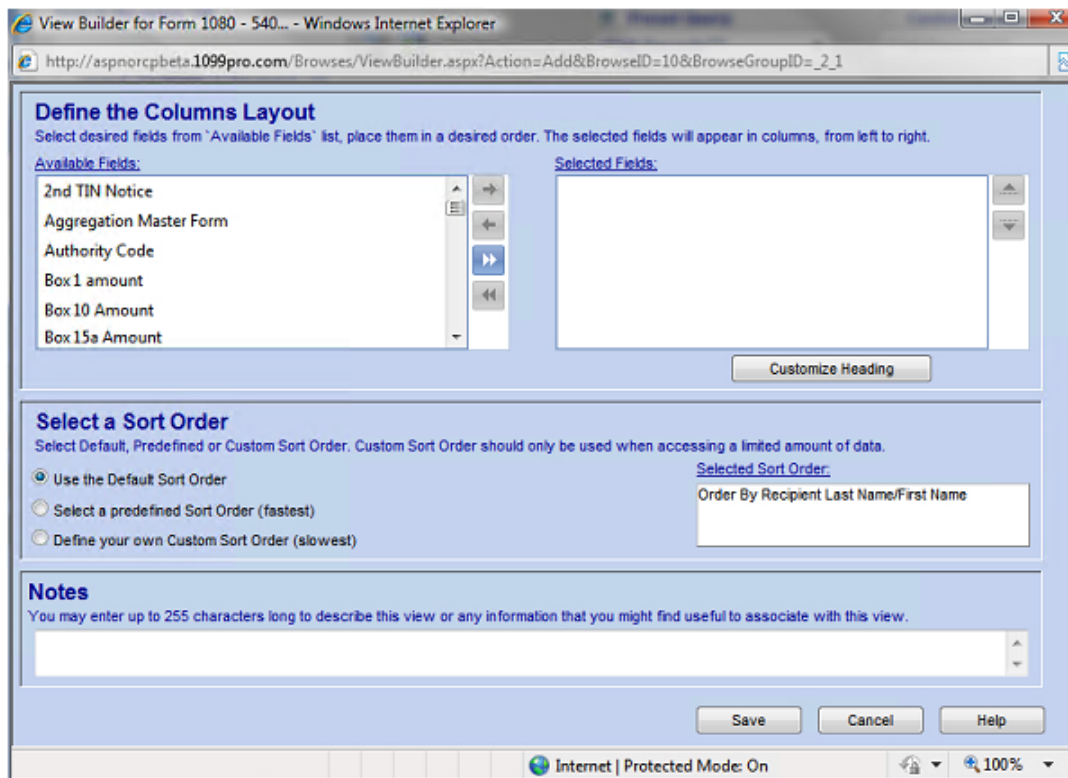 View Builder for Form 1080 - 540... - Windows Internet Explorer
http://aspnorcpbeta.1099pro.com/Browses/ViewBuilder.aspx?Action=Add&BrowseID=10&BrowseGroupID=_2_1
Define the Columns Layout
Select desired fields from `Available Fields` list, place them in a desired order. The selected fields will appear in columns, from left to right.
Available Fields:
Selected Fields:
2nd TIN Notice
Aggregation Master Form
Authority Code
Box 1 amount
Box 10 Amount
Box 15a Amount
Customize Heading
Select a Sort Order
Select Default, Predefined or Custom Sort Order. Custom Sort Order should only be used when accessing a limited amount of data.
Selected Sort Order:
Use the Default Sort Order
Order By Recipient Last Name/First Name
Select a predefined Sort Order (fastest)
Define your own Custom Sort Order (slowest)
Notes
You may enter up to 255 characters long to describe this view or any information that you might find useful to associate with this view.
Save
Cancel
Help
Internet | Protected Mode: On
100%